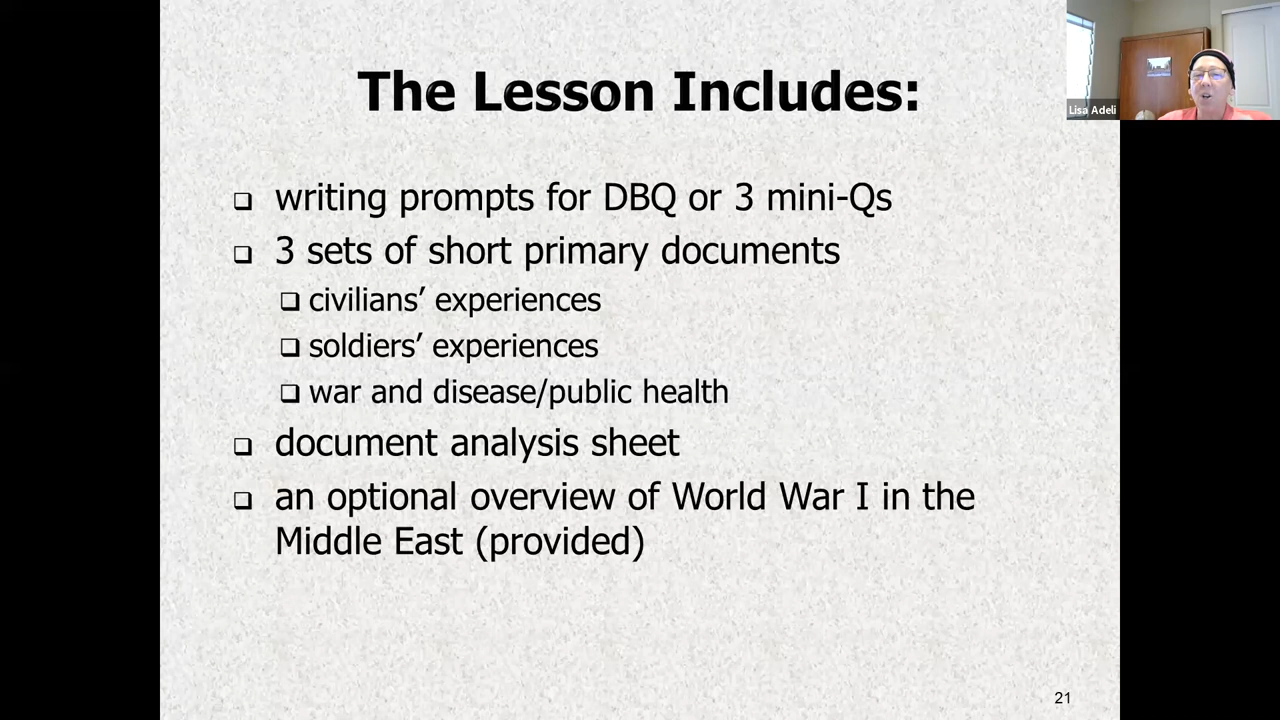 The Lesson Includes:
Lisa Adeli
❑ writing prompts for DBQ or 3 mini-Qs
❑ 3 sets of short primary documents
❑ civilians’ experiences
❑ soldiers’ experiences
❑ war and disease/public health
❑ document analysis sheet
❑ an optional overview of World War I in the
Middle East (provided)
21